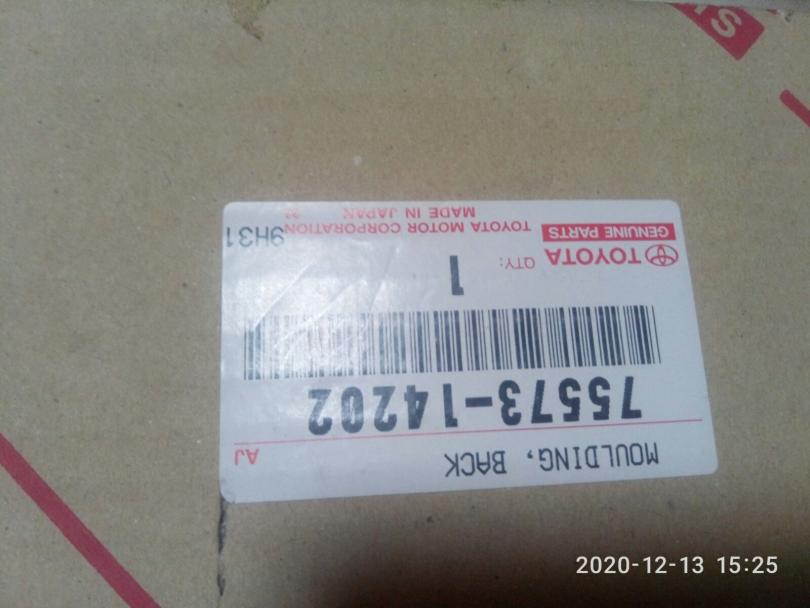 MOULDING, BACK
AJ
75573-14202
TOYOTA
QTY:
1
GENUINE PARTS
TOYOTA MOTOR CORPORATION
9H31
MADE IN JAPAN
2020-12-13 15:25